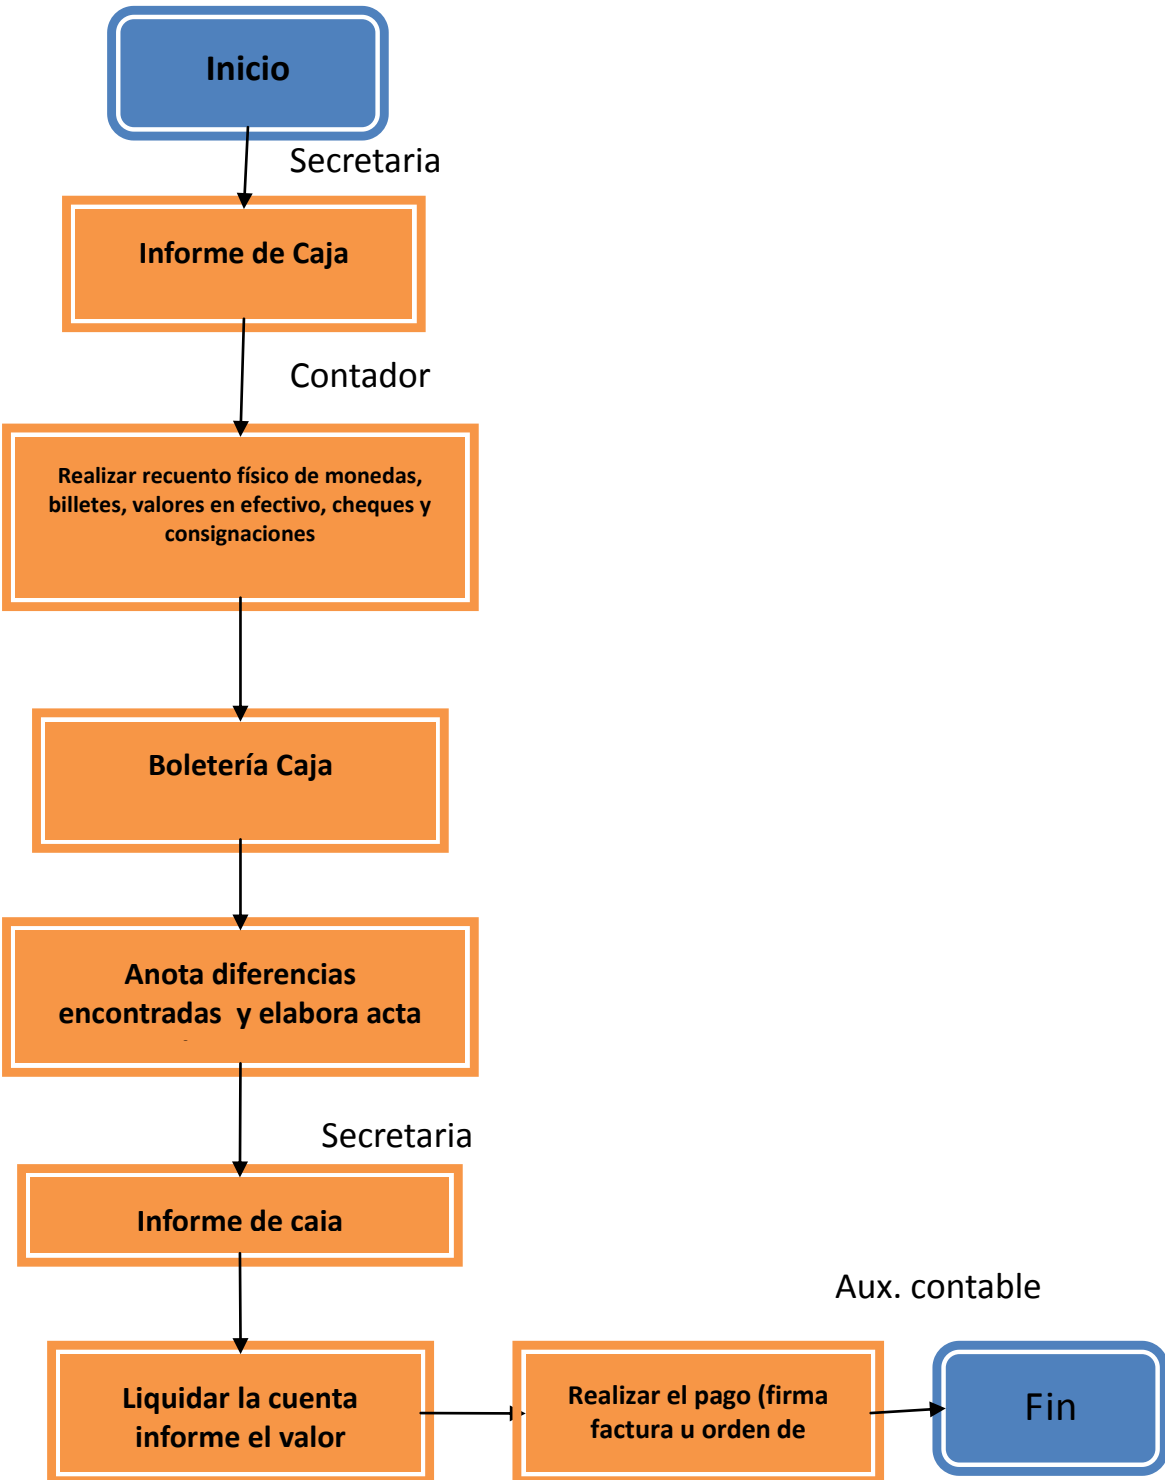 Inicio
Secretaria
Informe de Caja
Contador
Realizar recuento físico de monedas,
billetes, valores en efectivo, cheques y
consignaciones
Boletería Caja
Anota diferencias
encontradas y elabora acta
Secretaria
Informe de caja
Aux. contable
Liquidar la cuenta
informe el valor
Realizar el pago (firma
factura u orden de
Fin